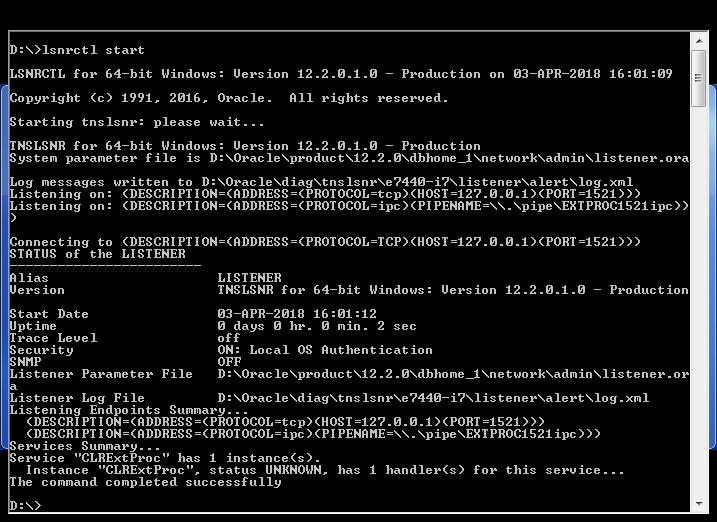 D:\>lsnrctl start
LSNRCTL for 64-bit Windows: Version 12.2.0.1.0 - Production on 03-APR-2018 16:01:09
Copyright (c) 1991, 2016, Oracle.  All rights reserved.
Starting tnslsnr: please wait...
TNSLSNR for 64-bit Windows: Version 12.2.0.1.0 - Production
System parameter file is D:\Oracle\product\12.2.0\dbhome_1\network\admin\listener.ora
Log messages written to D:\Oracle\diag\tnslsnr\e7440-i7\listener\alert\log.xml
Listening on: (DESCRIPTION=(ADDRESS=(PROTOCOL=tcp)(HOST=127.0.0.1)(PORT=1521)))
Listening on: (DESCRIPTION=(ADDRESS=(PROTOCOL=ipc)(PIPENAME=\\.\pipe\EXTPROC1521ipc))
)
Connecting to (DESCRIPTION=(ADDRESS=(PROTOCOL=TCP)(HOST=127.0.0.1)(PORT=1521)))
STATUS of the LISTENER
------------------------
Alias                     LISTENER
Version                   TNSLSNR for 64-bit Windows: Version 12.2.0.1.0 - Production
Start Date                03-APR-2018 16:01:12
Uptime                    0 days 0 hr. 0 min. 2 sec
Trace Level               off
Security                  ON: Local OS Authentication
SNMP                      OFF
Listener Parameter File   D:\Oracle\product\12.2.0\dbhome_1\network\admin\listener.or
a
Listener Log File         D:\Oracle\diag\tnslsnr\e7440-i7\listener\alert\log.xml
Listening Endpoints Summary...
  (DESCRIPTION=(ADDRESS=(PROTOCOL=tcp)(HOST=127.0.0.1)(PORT=1521)))
  (DESCRIPTION=(ADDRESS=(PROTOCOL=ipc)(PIPENAME=\\.\pipe\EXTPROC1521ipc)))
Services Summary...
Service "CLRExtProc" has 1 instance(s).
  Instance "CLRExtProc", status UNKNOWN, has 1 handler(s) for this service...
The command completed successfully
D:\>